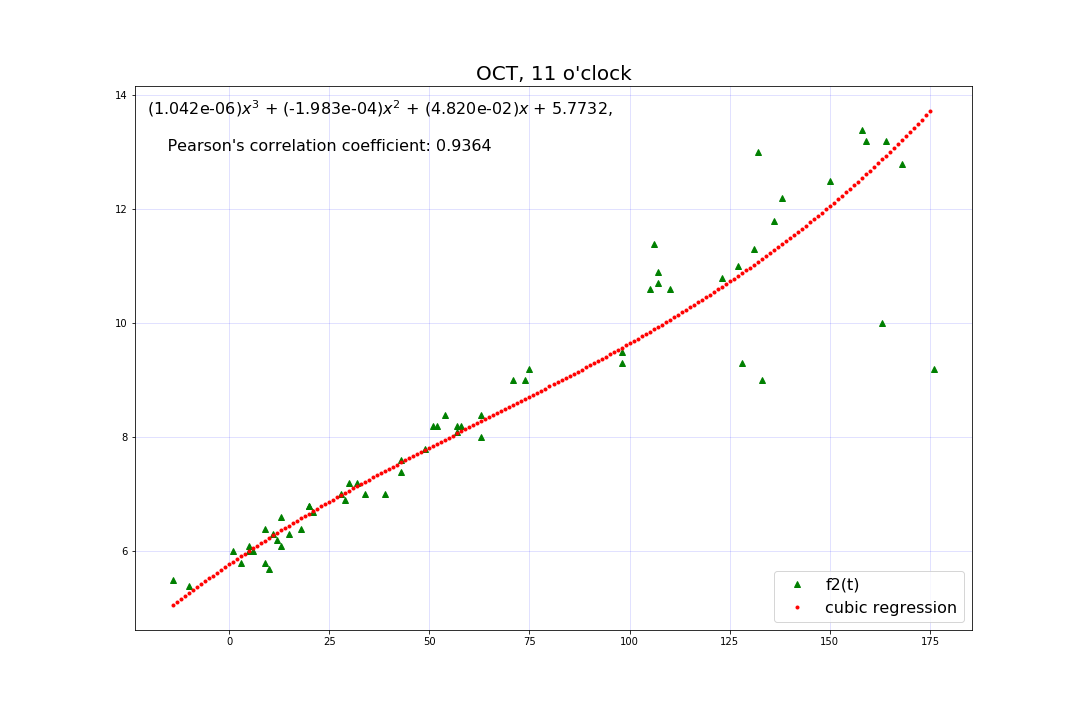 OCT, 11 o'clock
(1.042e-06)x³ + (-1.983e-04)x² + (4.820e-02)x + 5.7732,
Pearson's correlation coefficient: 0.9364
14
12
10
8
6
f2(t)
cubic regression
0 25 50 75 100 125 150 175